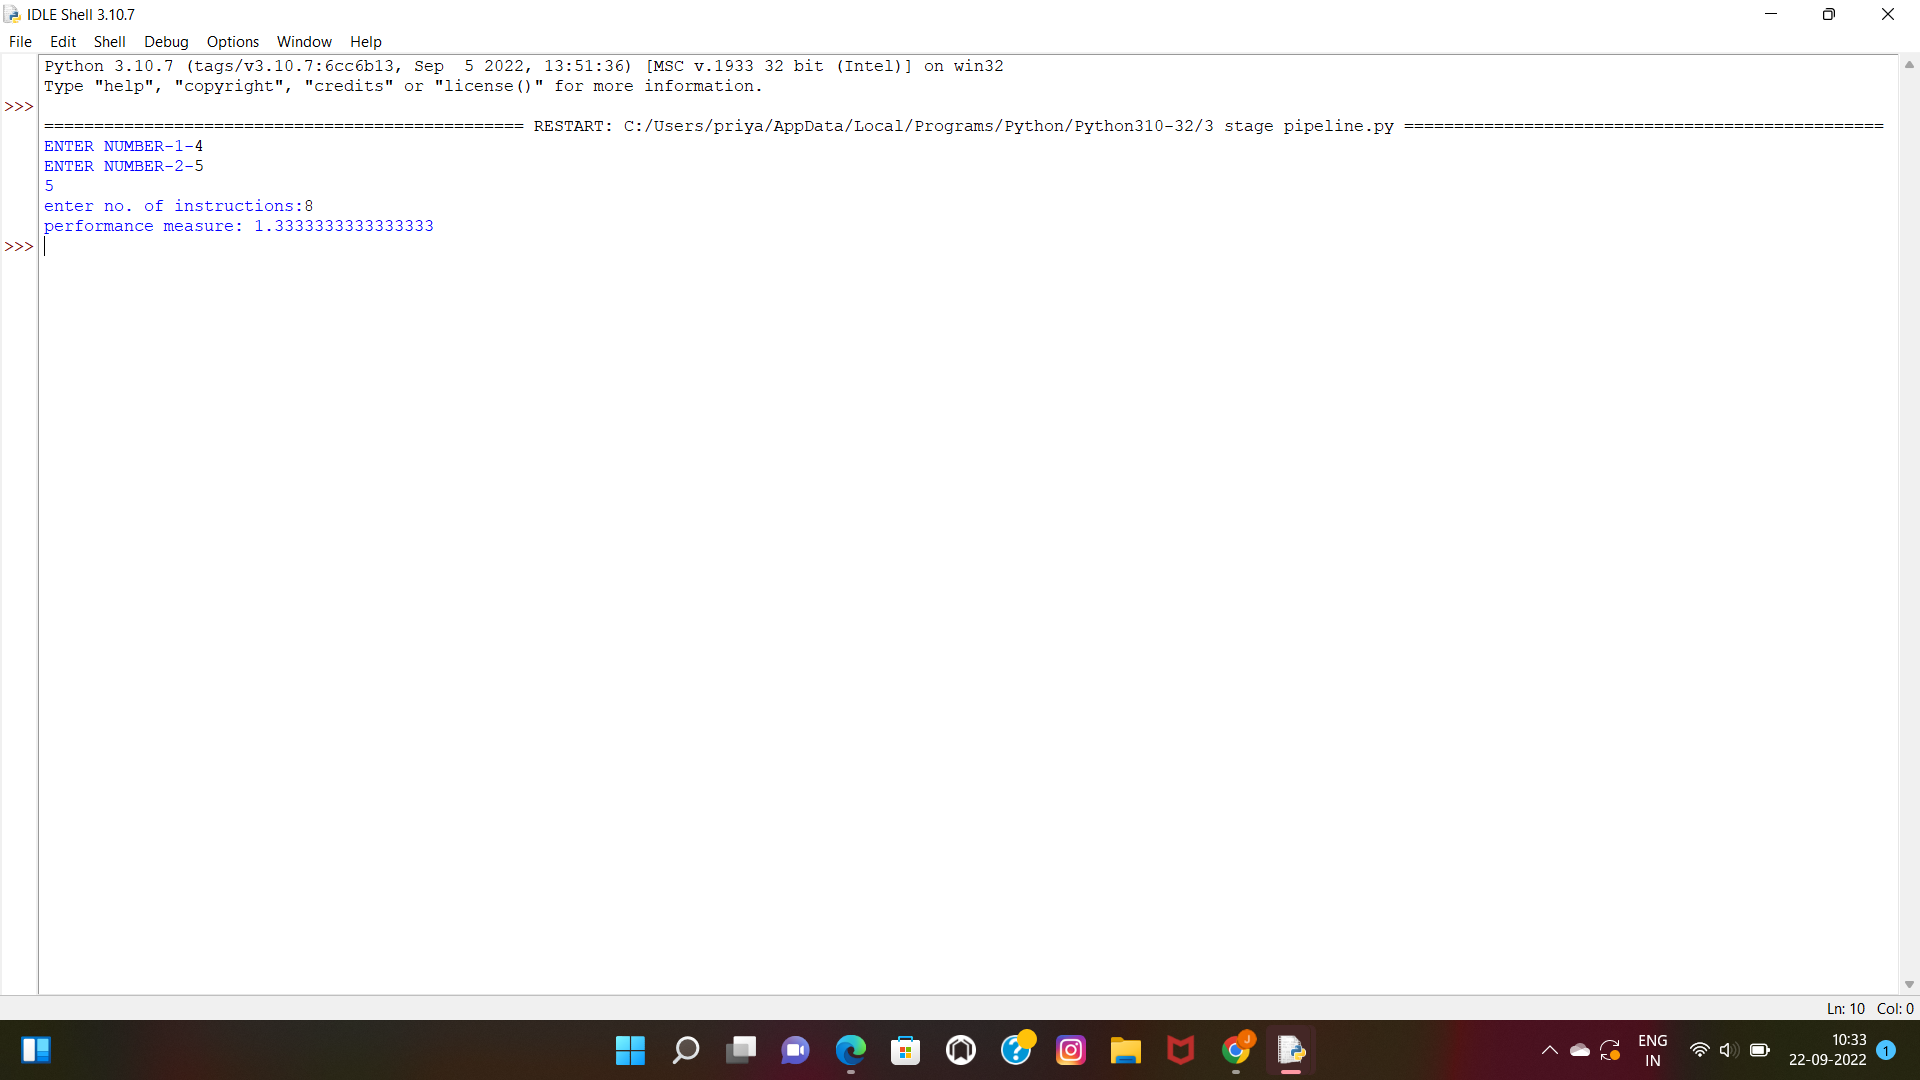 IDLE Shell 3.10.7
File Edit Shell Debug Options Window Help
Python 3.10.7 (tags/v3.10.7:6cc6b13, Sep  5 2022, 13:51:36) [MSC v.1933 32 bit (Intel)] on win32
Type "help", "copyright", "credits" or "license()" for more information.
>>>
================================================ RESTART: C:/Users/priya/AppData/Local/Programs/Python/Python310-32/3 stage pipeline.py ================================================
ENTER NUMBER-1-4
ENTER NUMBER-2-5
5
enter no. of instructions:8
performance measure: 1.3333333333333333
>>>
Ln: 10 Col: 0
J
ENG
IN
10:33
22-09-2022
1